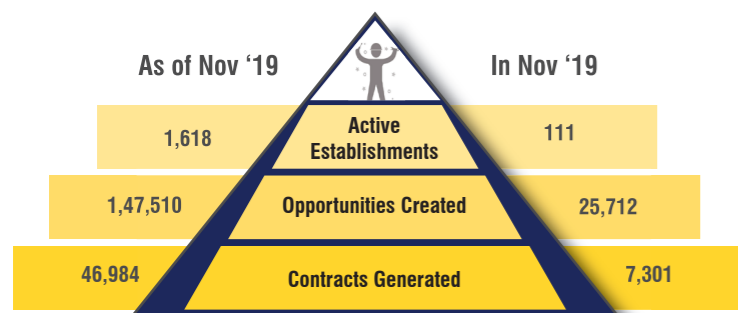 As of Nov ‘19
In Nov ‘19
1,618
Active
Establishments
111
1,47,510
Opportunities Created
25,712
46,984
Contracts Generated
7,301